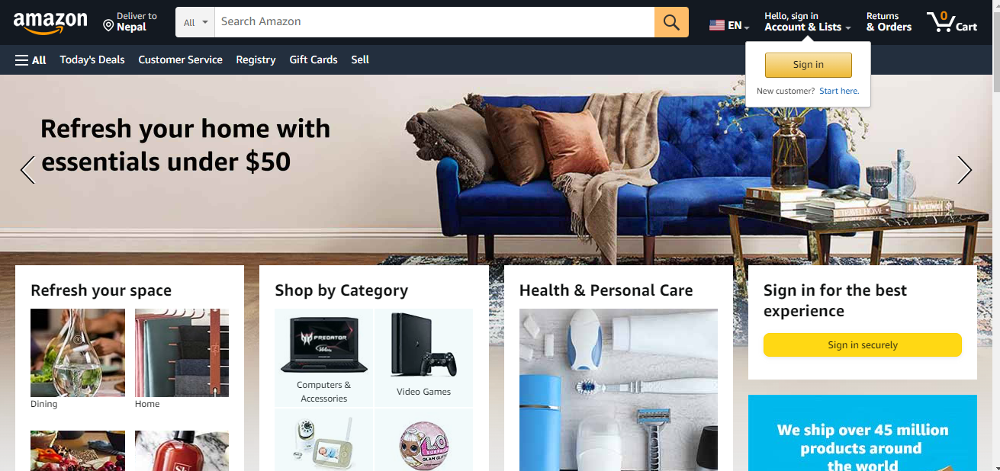 amazon
Deliver to
Nepal
All
Search Amazon
EN
Hello, sign in
Account & Lists
Returns
& Orders
0
Cart
All
Today's Deals
Customer Service
Registry
Gift Cards
Sell
Sign in
New customer? Start here.
Refresh your home with
essentials under $50
Refresh your space
Dining
Home
Shop by Category
PREDATOR
Computers &
Accessories
Video Games
L.O.L.
SURPRISE
Health & Personal Care
Sign in for the best
experience
Sign in securely
We ship over 45 million
products around
the world